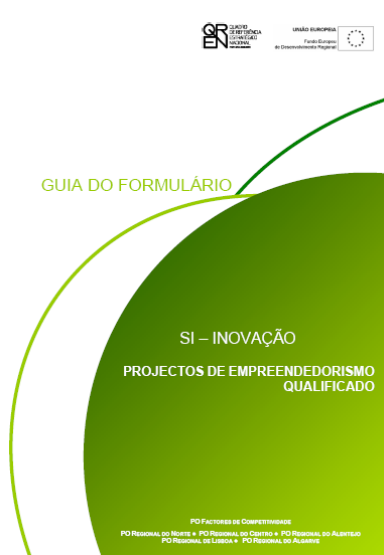 QREN
QUADRO
DE REFERÊNCIA
ESTRATÉGICO
NACIONAL
UNIÃO EUROPEIA
Fundo Europeu
de Desenvolvimento Regional
GUIA DO FORMULÁRIO
SI – INOVAÇÃO
PROJECTOS DE EMPREENDEDORISMO
QUALIFICADO
PO FACTORES DE COMPETITIVIDADE
PO REGIONAL DO NORTE ♦ PO REGIONAL DO CENTRO ♦ PO REGIONAL DO ALENTEJO
PO REGIONAL DE LISBOA ♦ PO REGIONAL DO ALGARVE